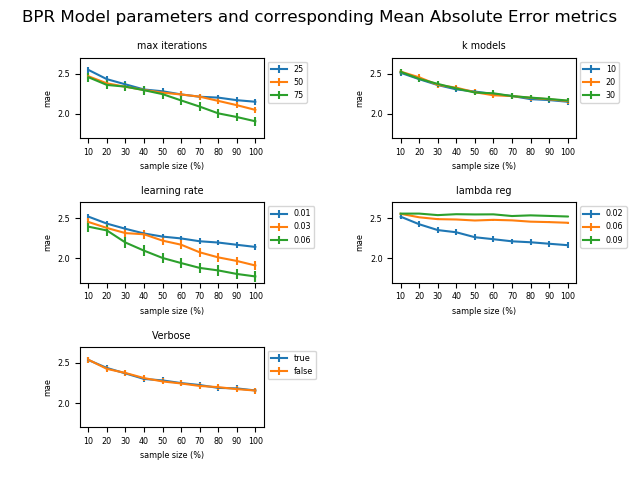 BPR Model parameters and corresponding Mean Absolute Error metrics
max iterations
mae
2.5
2.0
10 20 30 40 50 60 70 80 90 100
sample size (%)
25
50
75
k models
mae
2.5
2.0
10 20 30 40 50 60 70 80 90 100
sample size (%)
10
20
30
learning rate
mae
2.5
2.0
10 20 30 40 50 60 70 80 90 100
sample size (%)
0.01
0.03
0.06
lambda reg
mae
2.5
2.0
10 20 30 40 50 60 70 80 90 100
sample size (%)
0.02
0.06
0.09
Verbose
mae
2.5
2.0
10 20 30 40 50 60 70 80 90 100
sample size (%)
true
false